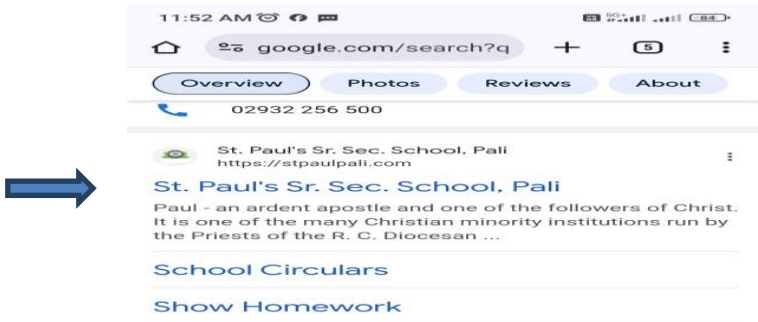 11:52 AM
5G+ 84
google.com/search?q 5
Overview Photos Reviews About
02932 256 500
St. Paul's Sr. Sec. School, Pali
https://stpaulpali.com
St. Paul's Sr. Sec. School, Pali
Paul - an ardent apostle and one of the followers of Christ.
It is one of the many Christian minority institutions run by
the Priests of the R. C. Diocesan ...
School Circulars
Show Homework